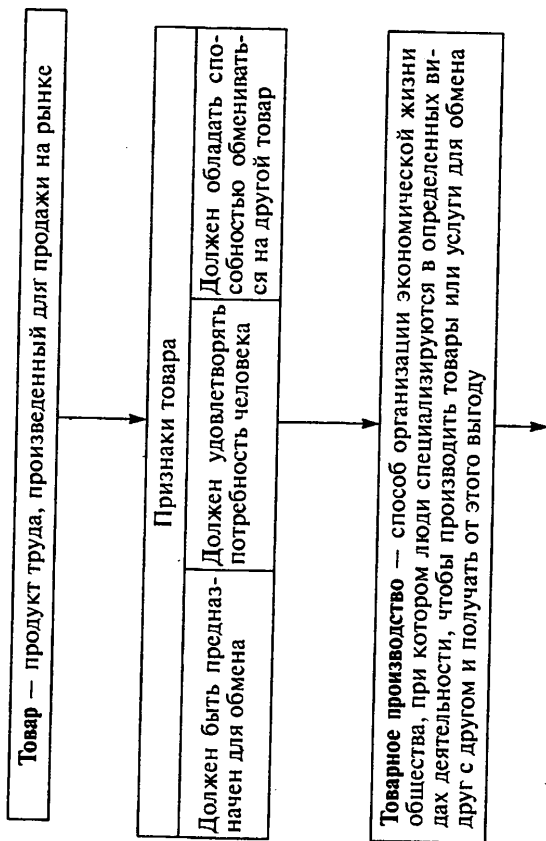 Товар — продукт труда, произведенный для продажи на рынке
Признаки товара
Должен быть предназ-
начен для обмена
Должен удовлетворять
потребность человека
Должен обладать спо-
собностью обменивать-
ся на другой товар
Товарное производство — способ организации экономической жизни
общества, при котором люди специализируются в определенных ви-
дах деятельности, чтобы производить товары или услуги для обмена
друг с другом и получать от этого выгоду